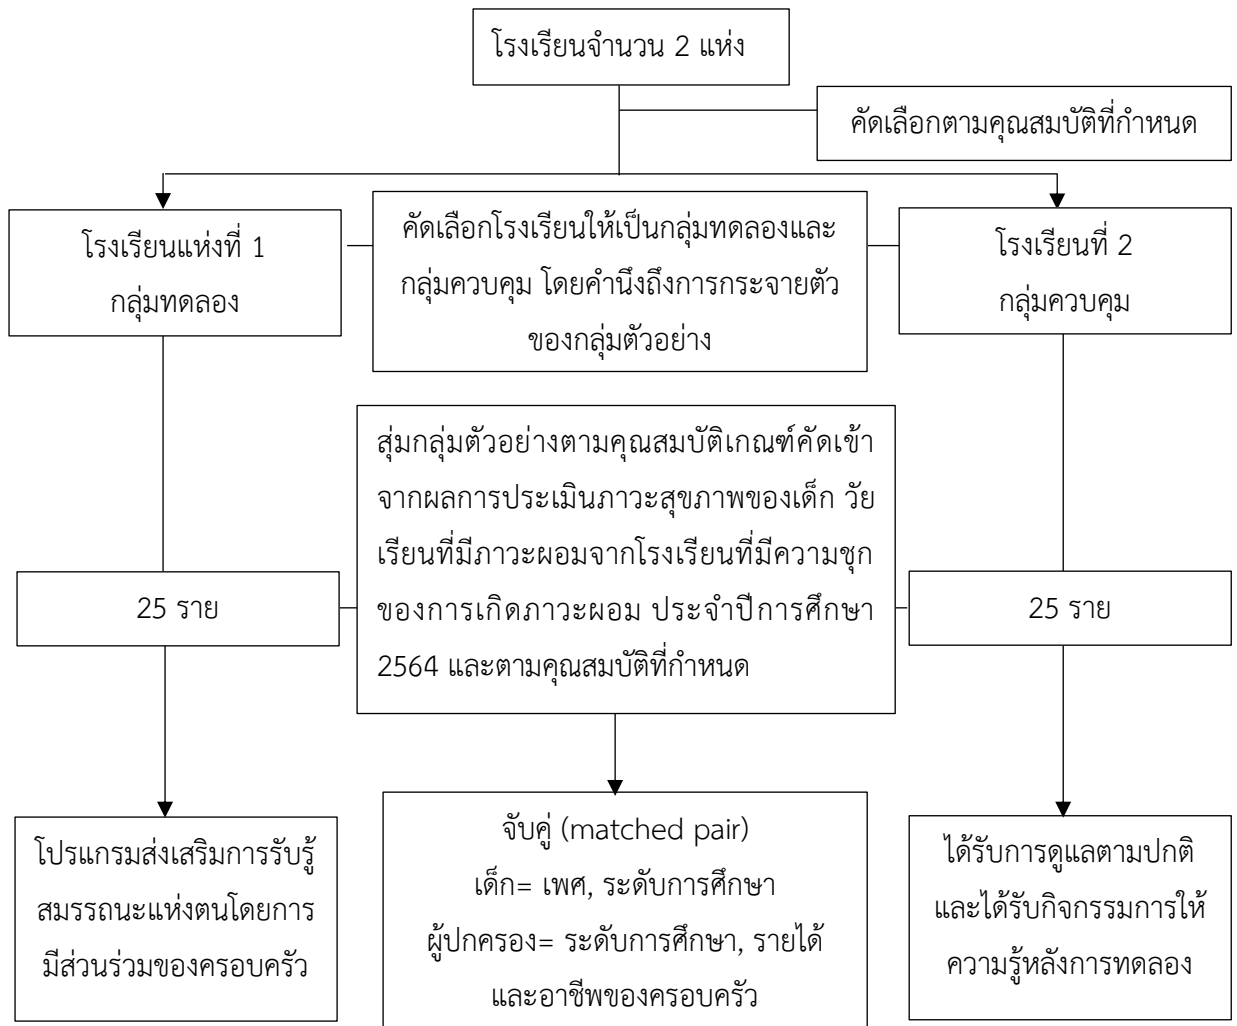 โรงเรียนจำนวน 2 แห่ง
คัดเลือกตามคุณสมบัติที่กำหนด
โรงเรียนแห่งที่ 1
กลุ่มทดลอง
คัดเลือกโรงเรียนให้เป็นกลุ่มทดลองและ
กลุ่มควบคุม โดยคำนึงถึงการกระจายตัว
ของกลุ่มตัวอย่าง
โรงเรียนที่ 2
กลุ่มควบคุม
สุ่มกลุ่มตัวอย่างตามคุณสมบัติเกณฑ์คัดเข้า
จากผลการประเมินภาวะสุขภาพของเด็ก วัย
เรียนที่มีภาวะผอมจากโรงเรียนที่มีความชุก
ของการเกิดภาวะผอม ประจำปีการศึกษา
2564 และตามคุณสมบัติที่กำหนด
25 ราย
25 ราย
โปรแกรมส่งเสริมการรับรู้
สมรรถนะแห่งตนโดยการ
มีส่วนร่วมของครอบครัว
จับคู่ (matched pair)
เด็ก= เพศ, ระดับการศึกษา
ผู้ปกครอง= ระดับการศึกษา, รายได้
และอาชีพของครอบครัว
ได้รับการดูแลตามปกติ
และได้รับกิจกรรมการให้
ความรู้หลังการทดลอง